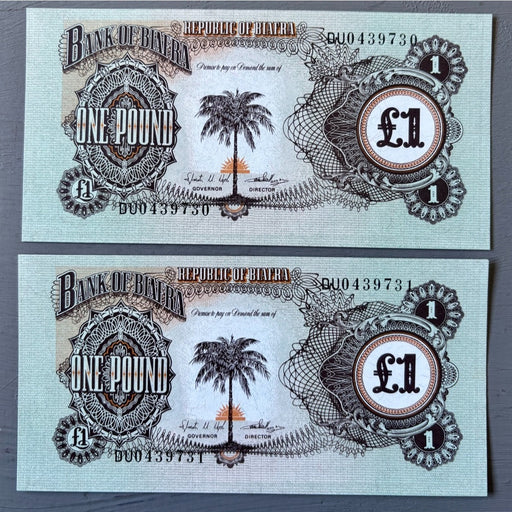 BANK OF BIAFRA
REPUBLIC OF BIAFRA
DU0439730
1
Promise to pay on Demand the sum of
ONE POUND
£1
£1
1
GOVERNOR
DIRECTOR
DU0439730
BANK OF BIAFRA
REPUBLIC OF BIAFRA
DU0439731
1
Promise to pay on Demand the sum of
ONE POUND
£1
£1
1
GOVERNOR
DIRECTOR
DU0439731